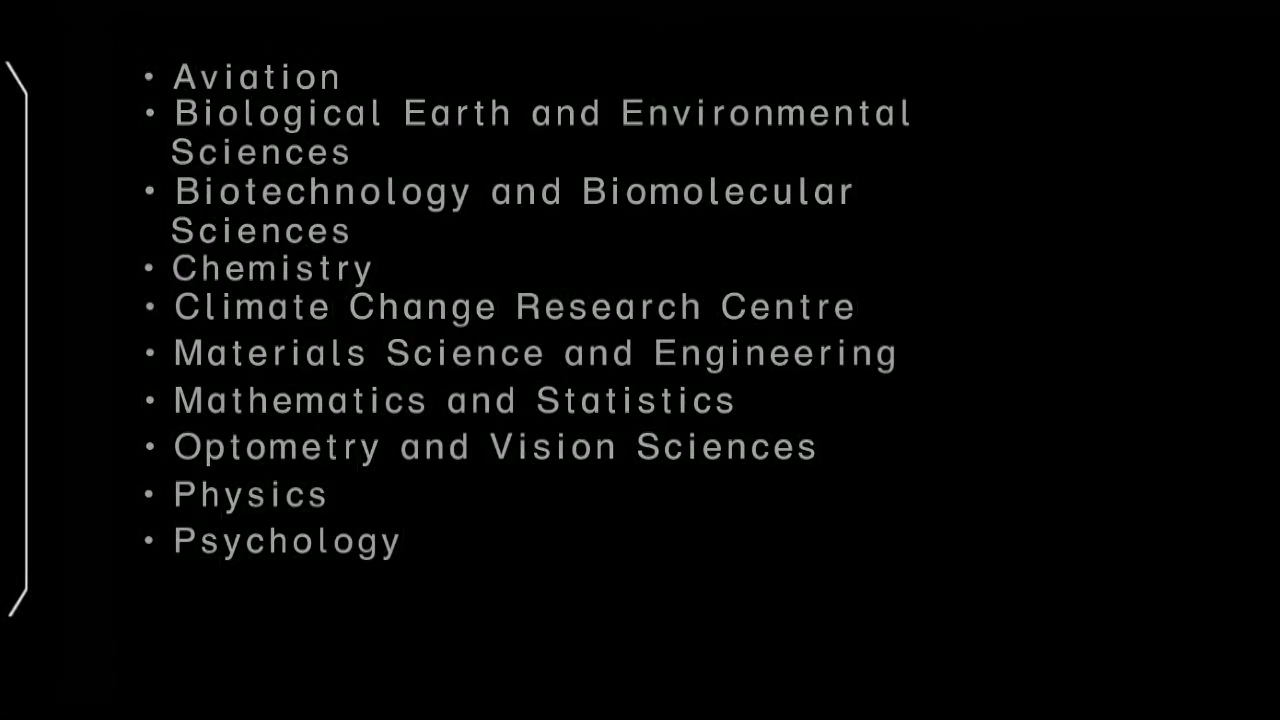 • Aviation
• Biological Earth and Environmental
Sciences
• Biotechnology and Biomolecular
Sciences
• Chemistry
• Climate Change Research Centre
• Materials Science and Engineering
• Mathematics and Statistics
• Optometry and Vision Sciences
• Physics
• Psychology